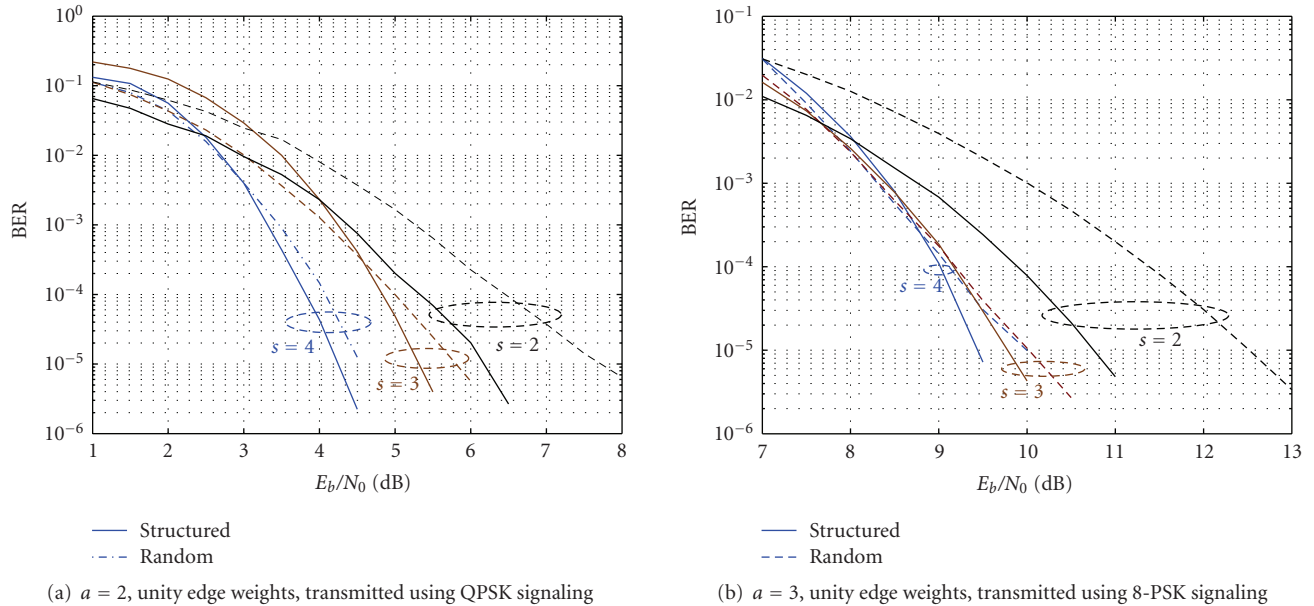 10^0
10^−1
10^−2
10^−3
10^−4
10^−5
10^−6
BER
1 2 3 4 5 6 7 8
E_b/N_0 (dB)
s = 4
s = 3
s = 2
Structured
Random
(a) a = 2, unity edge weights, transmitted using QPSK signaling
10^−1
10^−2
10^−3
10^−4
10^−5
10^−6
BER
7 8 9 10 11 12 13
E_b/N_0 (dB)
s = 4
s = 2
s = 3
Structured
Random
(b) a = 3, unity edge weights, transmitted using 8-PSK signaling